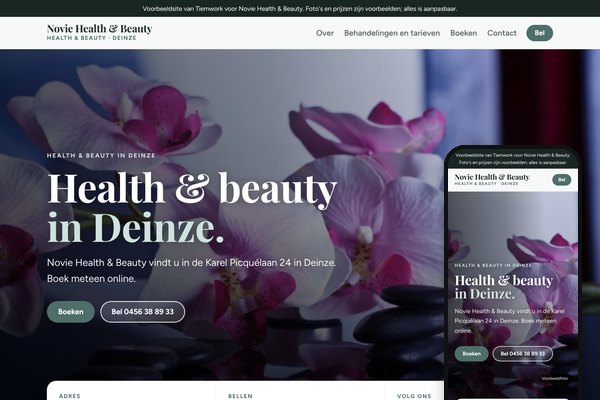 Voorbeeldsite van Tiemwork voor Novie Health & Beauty. Foto's en prijzen zijn voorbeelden; alles is aanpasbaar.
Novie Health & Beauty
HEALTH & BEAUTY · DEINZE
Over Behandelingen en tarieven Boeken Contact Bel
HEALTH & BEAUTY IN DEINZE
Health & beauty
in Deinze.
Novie Health & Beauty vindt u in de Karel Picquélaan 24 in Deinze.
Boek meteen online.
Boeken Bel 0456 38 89 33
ADRES BELLEN VOLG ONS
Voorbeeldsite van Tiemwork voor Novie Health & Beauty.
Foto's en prijzen zijn voorbeelden; alles is aanpasbaar.
Novie Health & Beauty
HEALTH & BEAUTY · DEINZE
Bel
HEALTH & BEAUTY IN DEINZE
Health & beauty
in Deinze.
Novie Health & Beauty vindt u in de Karel
Picquélaan 24 in Deinze. Boek meteen
online.
Boeken Bel 0456 38 89 33
Voorbeeldfoto